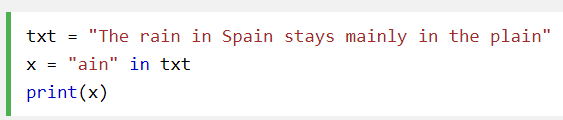 txt = "The rain in Spain stays mainly in the plain"
x = "ain" in txt
print(x)